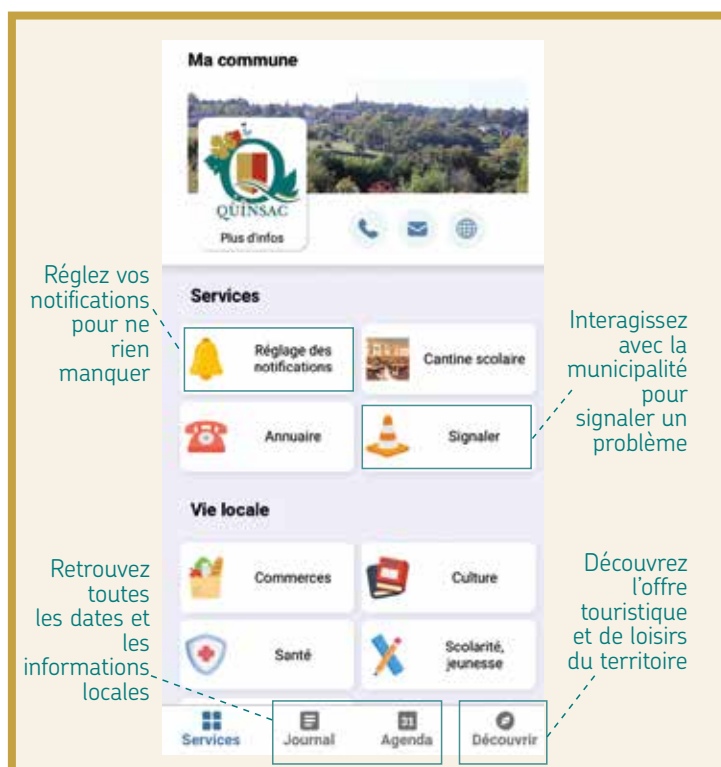 Ma commune
QUINSAC
Plus d'infos
Réglez vos
notifications
pour ne
rien
manquer
Services
Réglage des
notifications
Cantine scolaire
Annuaire
Signaler
Interagissez
avec la
municipalité
pour
signaler un
problème
Vie locale
Commerces
Culture
Santé
Scolarité,
jeunesse
Retrouvez
toutes
les dates et
les
informations
locales
Découvrez
l'offre
touristique
et de loisirs
du territoire
Services
Journal
31
Agenda
Découvrir